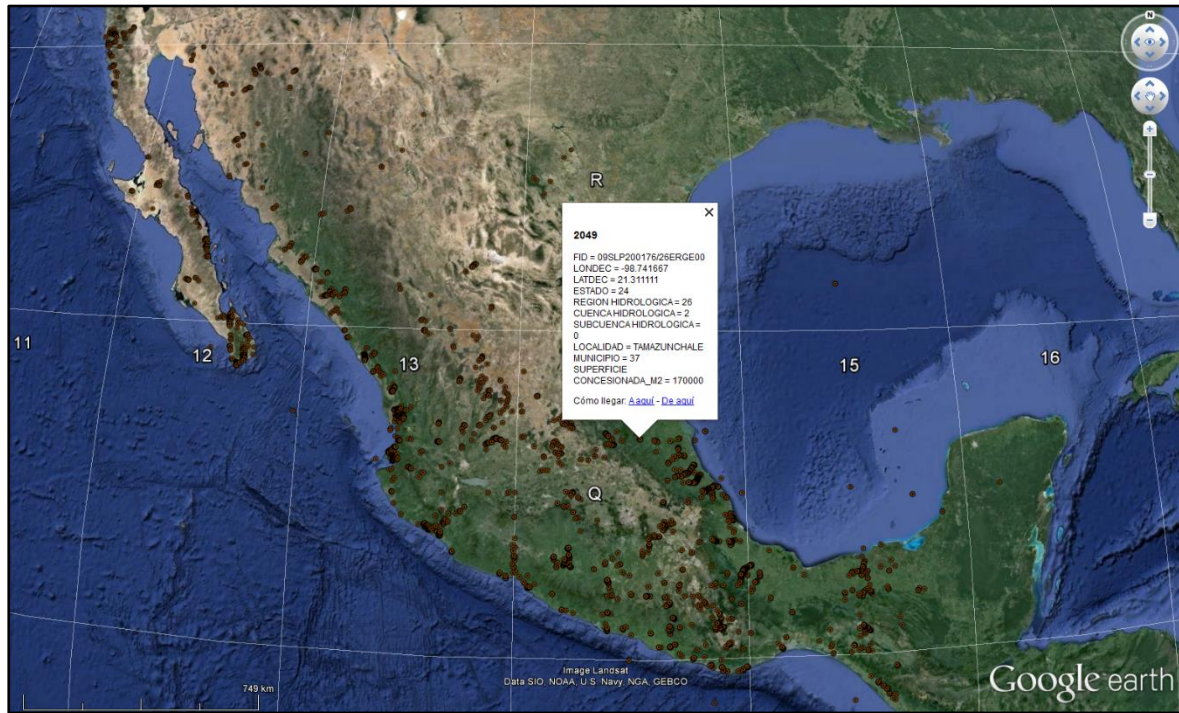 N
R
×
2049
FID = 09SLP200176/26ERGE00
LONDEC = -98.741667
LATDEC = 21.311111
ESTADO = 24
REGION HIDROLOGICA = 26
CUENCA HIDROLOGICA = 2
SUBCUENCA HIDROLOGICA =
0
LOCALIDAD = TAMAZUNCHALE
MUNICIPIO = 37
SUPERFICIE
CONCESIONADA_M2 = 170000
Cómo llegar: A aquí - De aquí
11
12
13
15
16
Q
Image Landsat
Data SIO, NOAA, U.S. Navy, NGA, GEBCO
749 km
Google earth